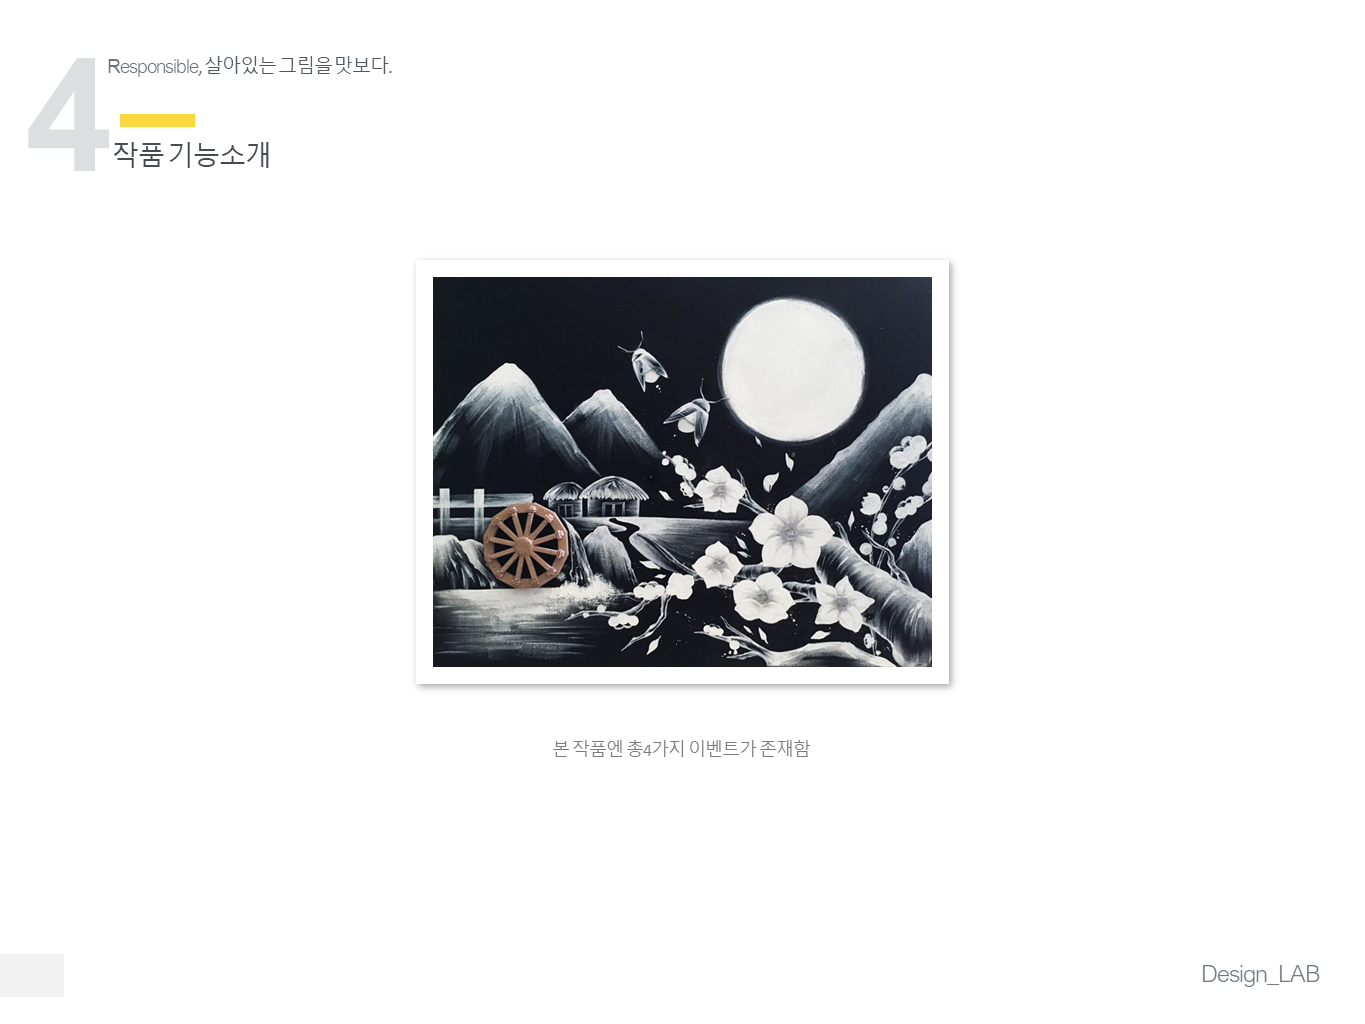 4
Responsible, 살아있는 그림을 맛보다.
작품 기능소개
본 작품엔 총4가지 이벤트가 존재함
Design_LAB